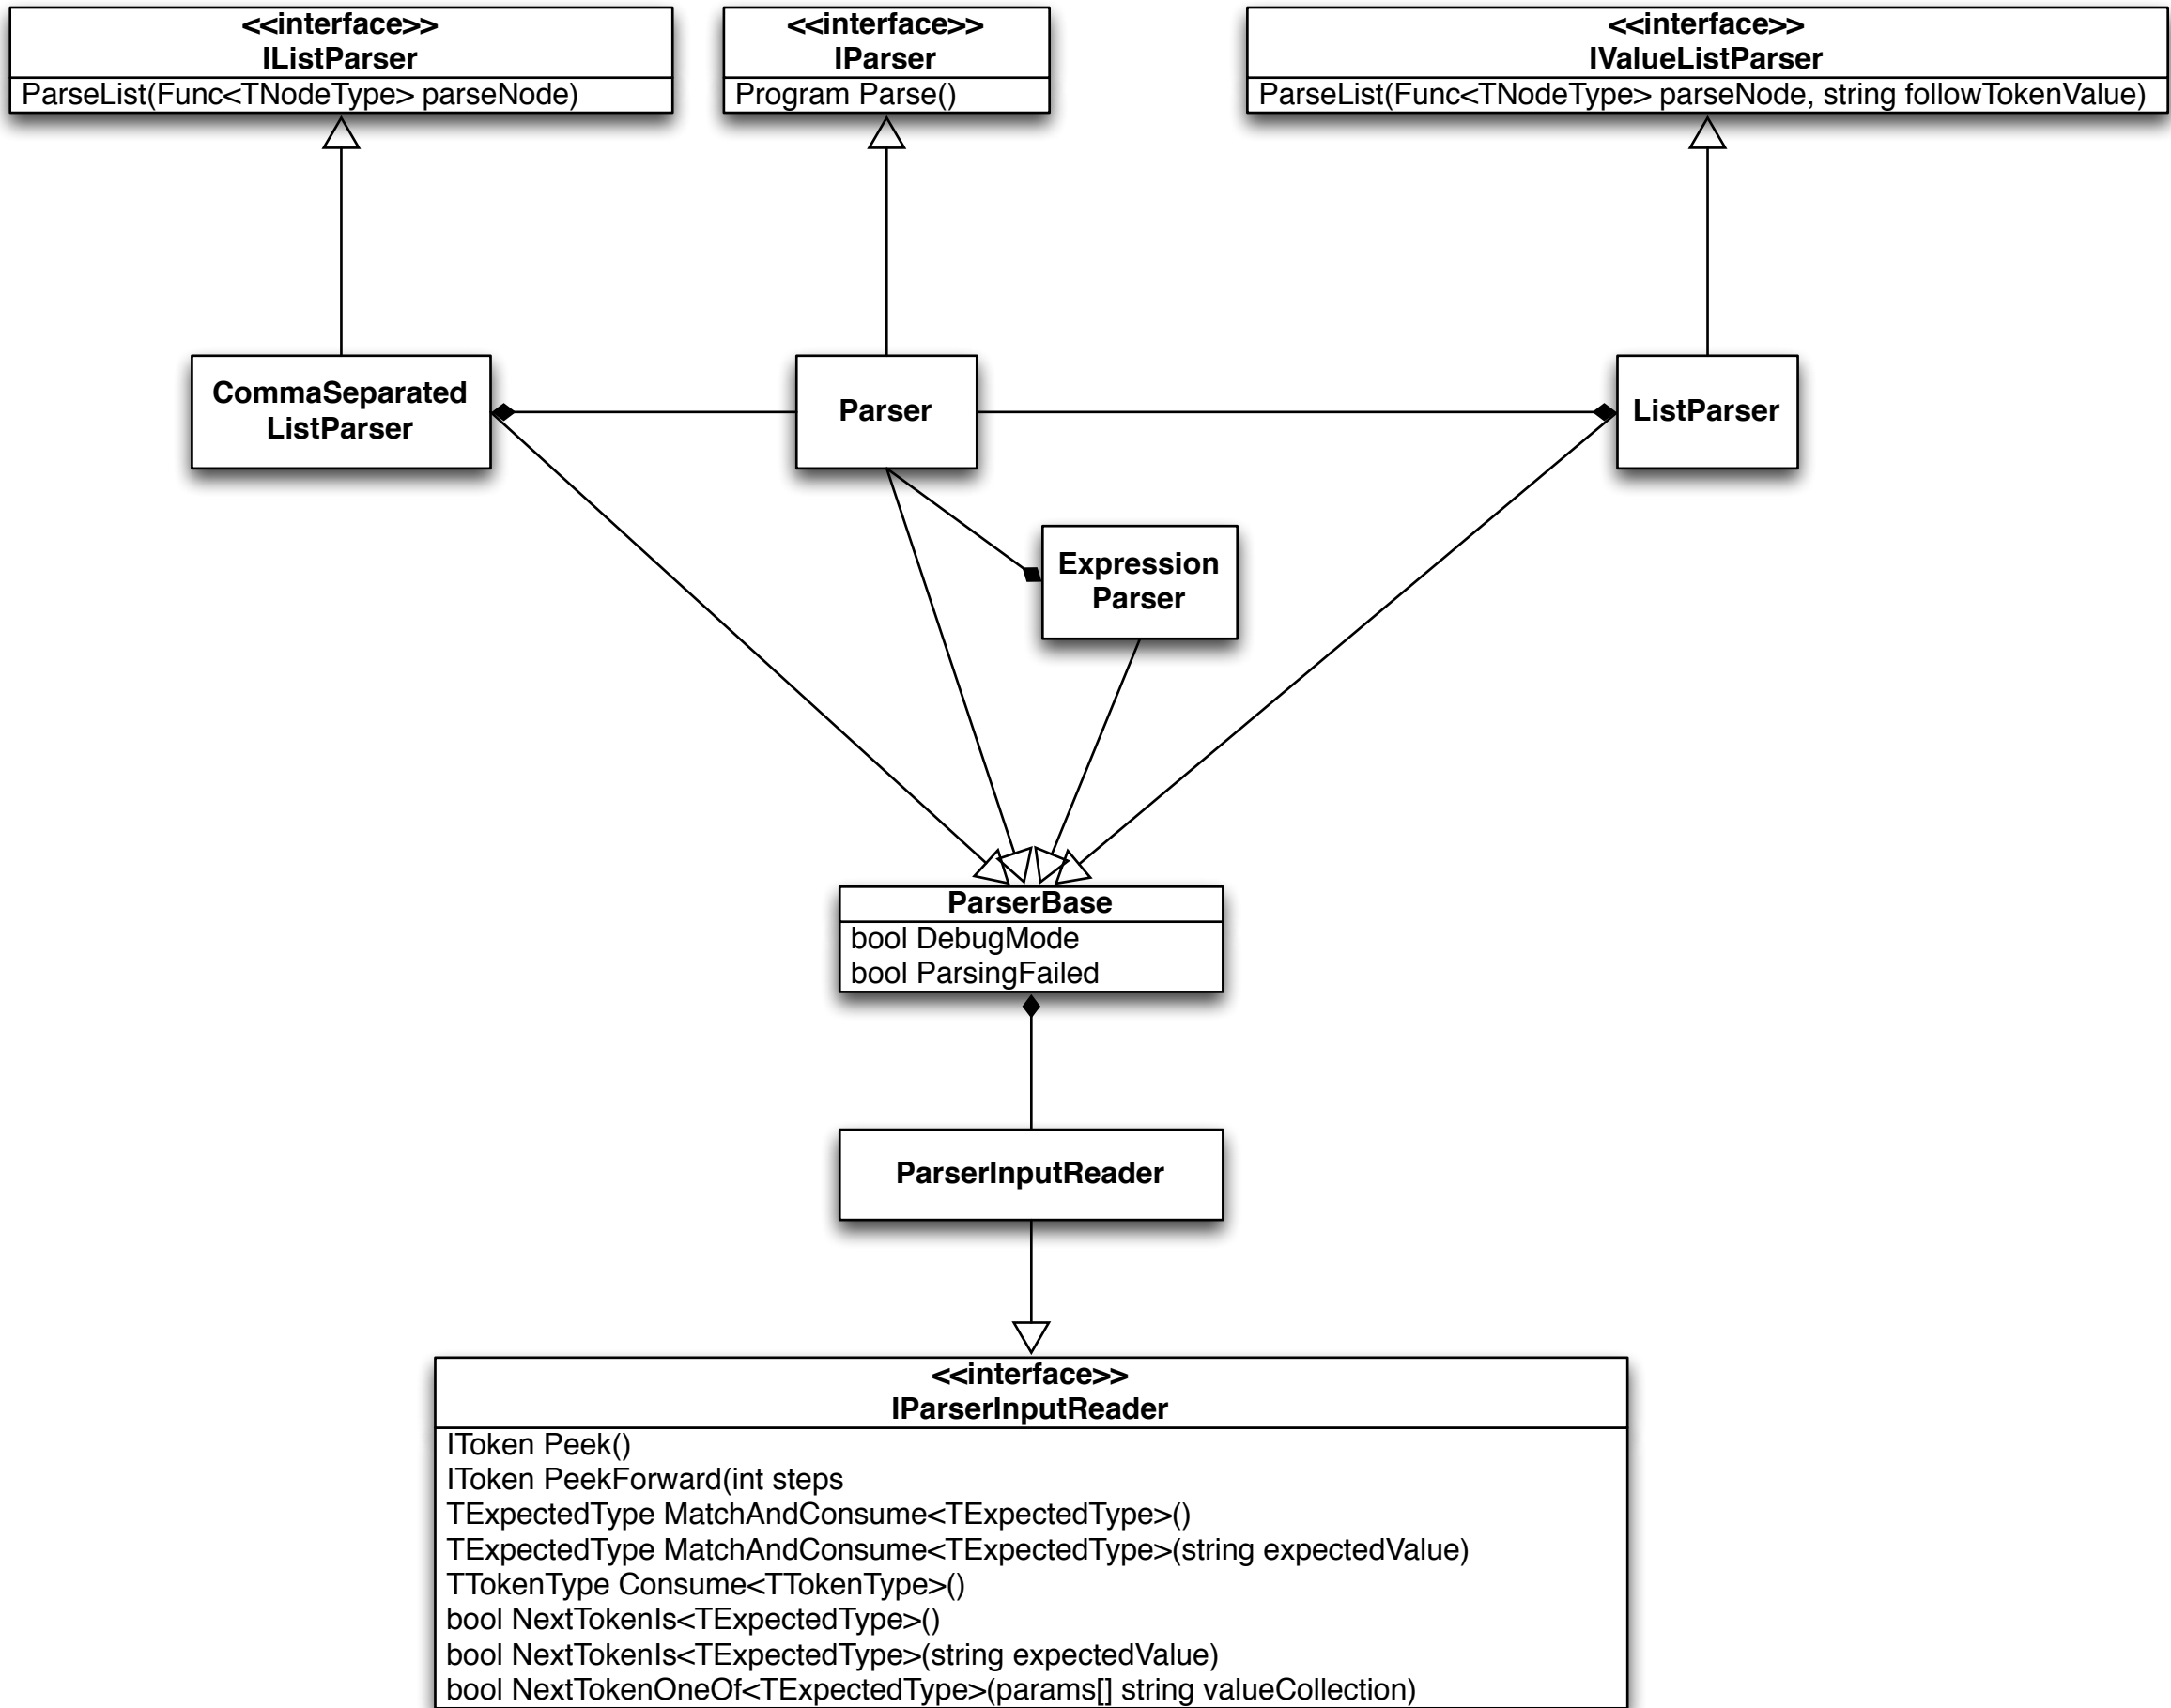 <<interface>>
IListParser
ParseList(Func<TNodeType> parseNode)
<<interface>>
IParser
Program Parse()
<<interface>>
IValueListParser
ParseList(Func<TNodeType> parseNode, string followTokenValue)
CommaSeparated
ListParser
Parser
ListParser
Expression
Parser
ParserBase
bool DebugMode
bool ParsingFailed
ParserInputReader
<<interface>>
IParserInputReader
IToken Peek()
IToken PeekForward(int steps
TExpectedType MatchAndConsume<TExpectedType>()
TExpectedType MatchAndConsume<TExpectedType>(string expectedValue)
TTokenType Consume<TTokenType>()
bool NextTokenIs<TExpectedType>()
bool NextTokenIs<TExpectedType>(string expectedValue)
bool NextTokenOneOf<TExpectedType>(params[] string valueCollection)